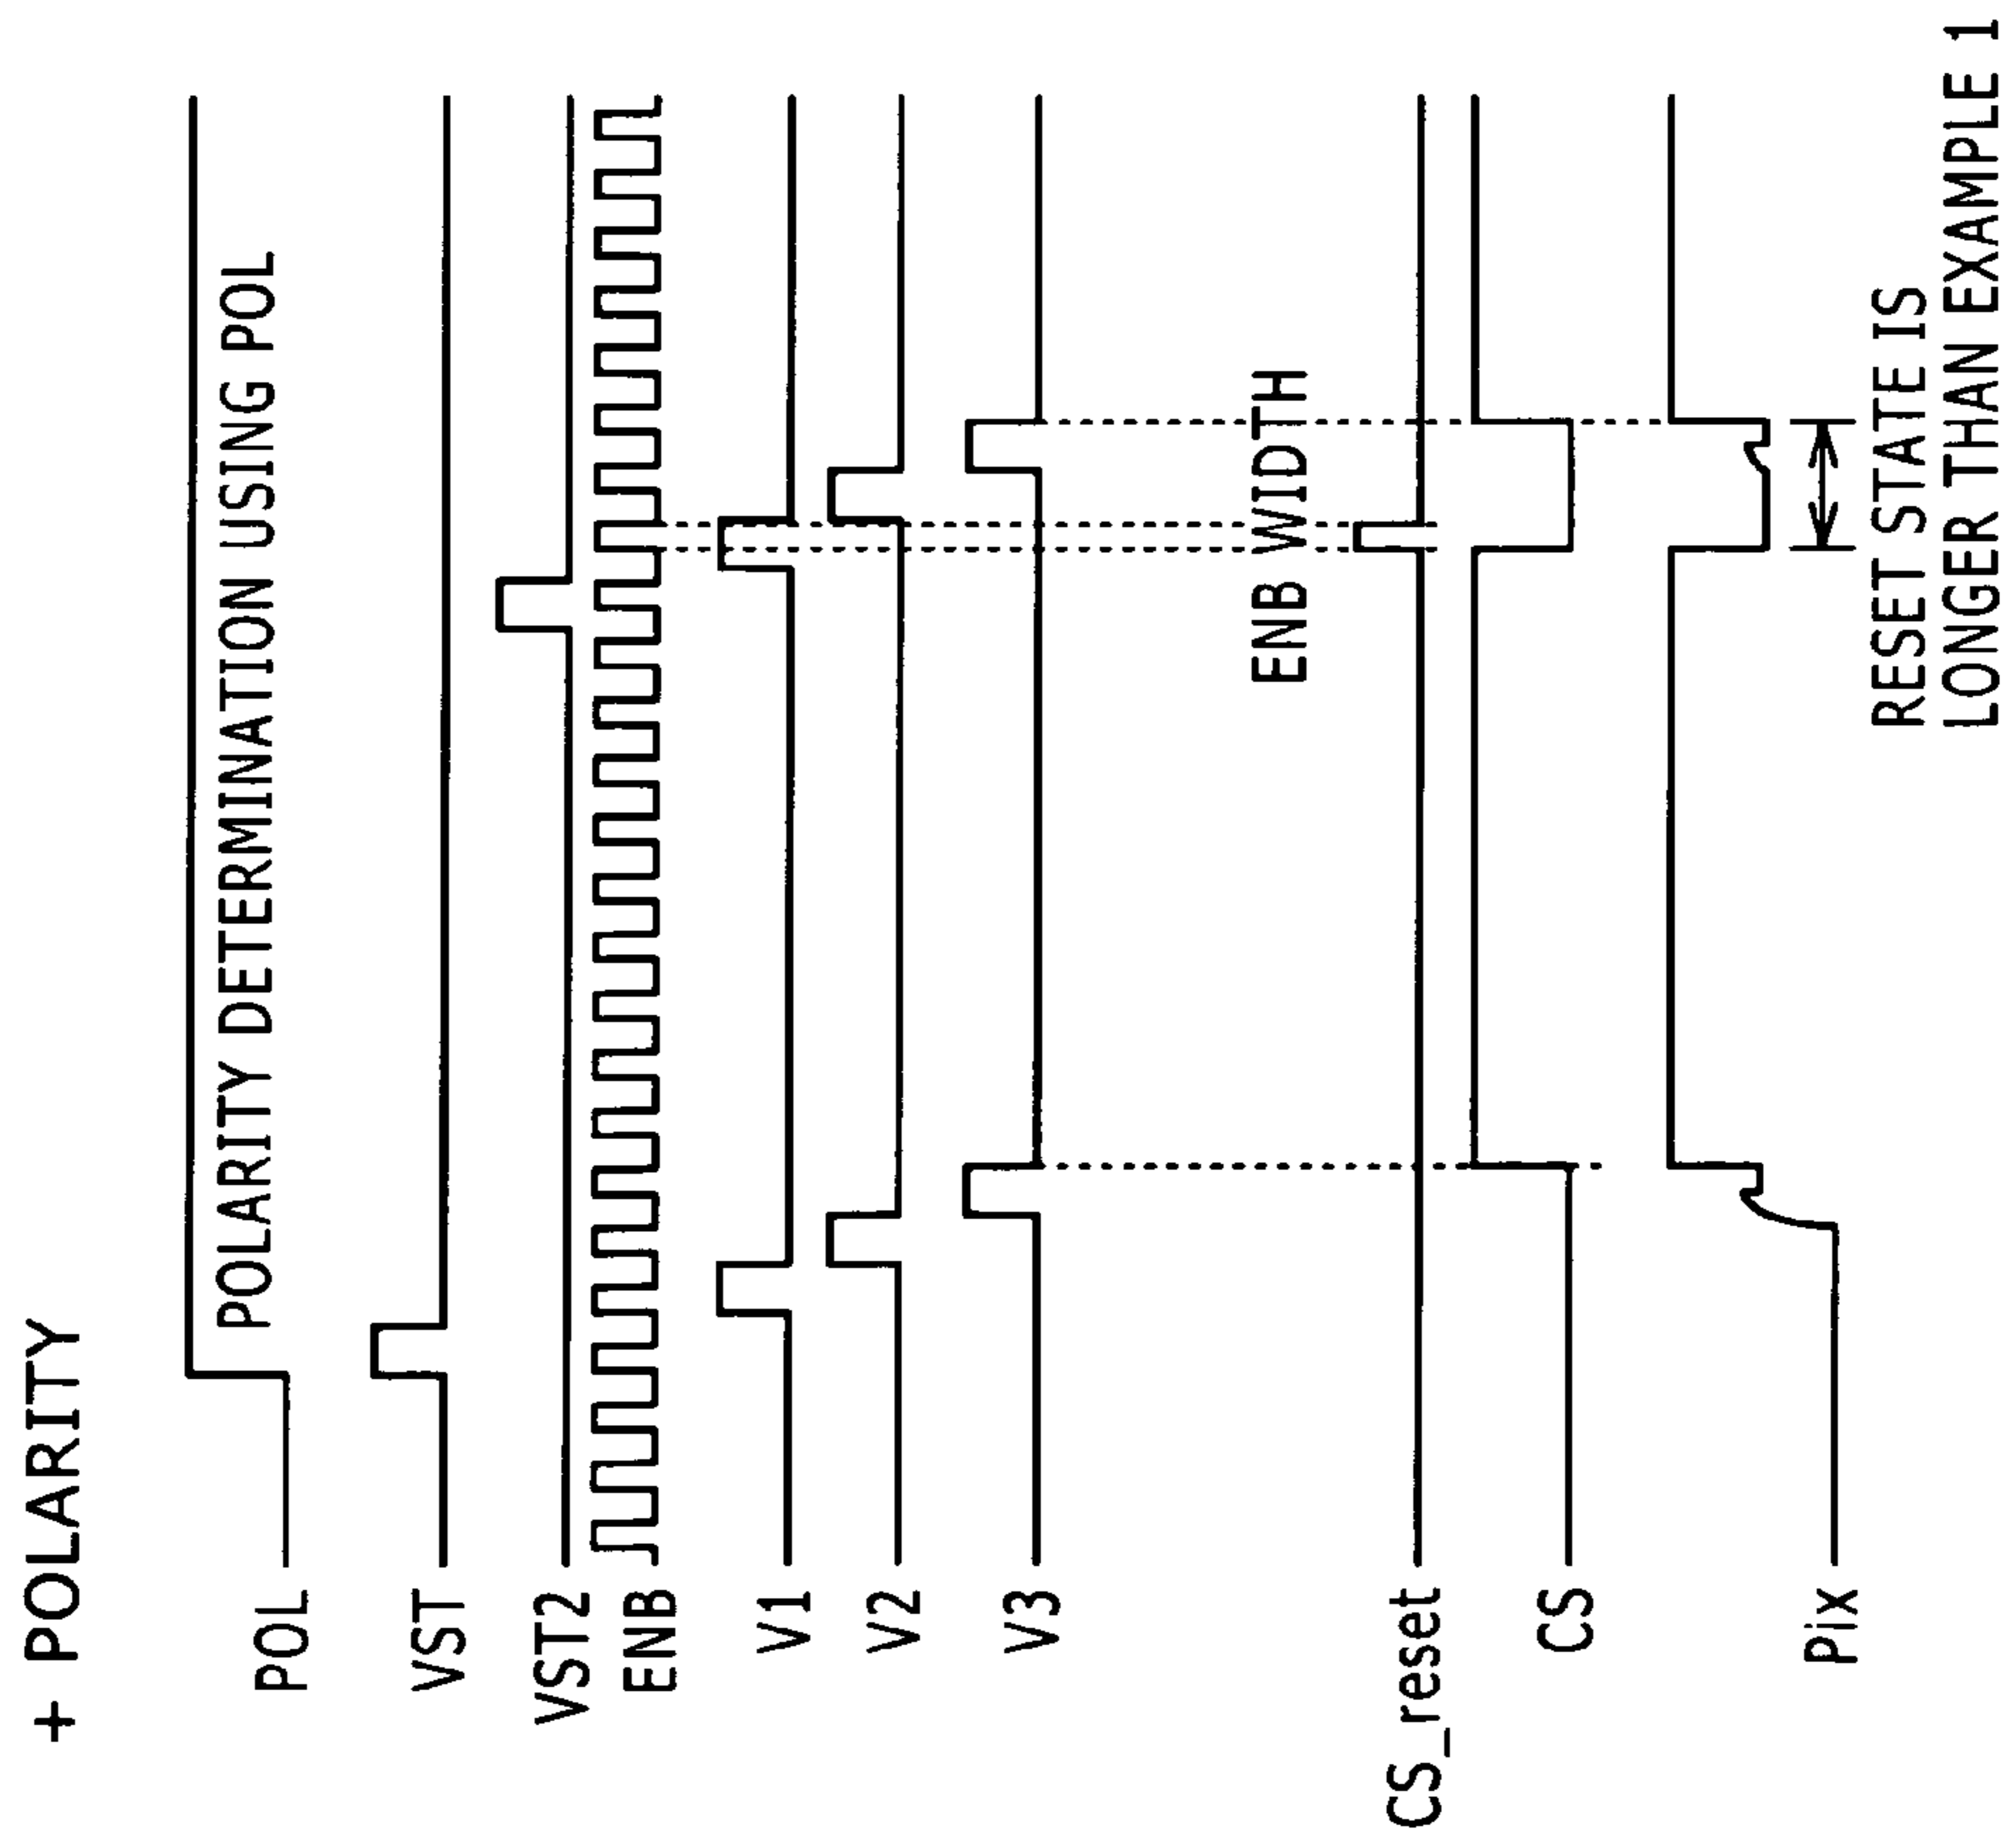 + POLARITY
POL
POLARITY DETERMINATION USING POL
VST
VST2
ENB
V1
V2
V3
ENB WIDTH
CS_reset
CS
Pix
RESET STATE IS
LONGER THAN EXAMPLE 1